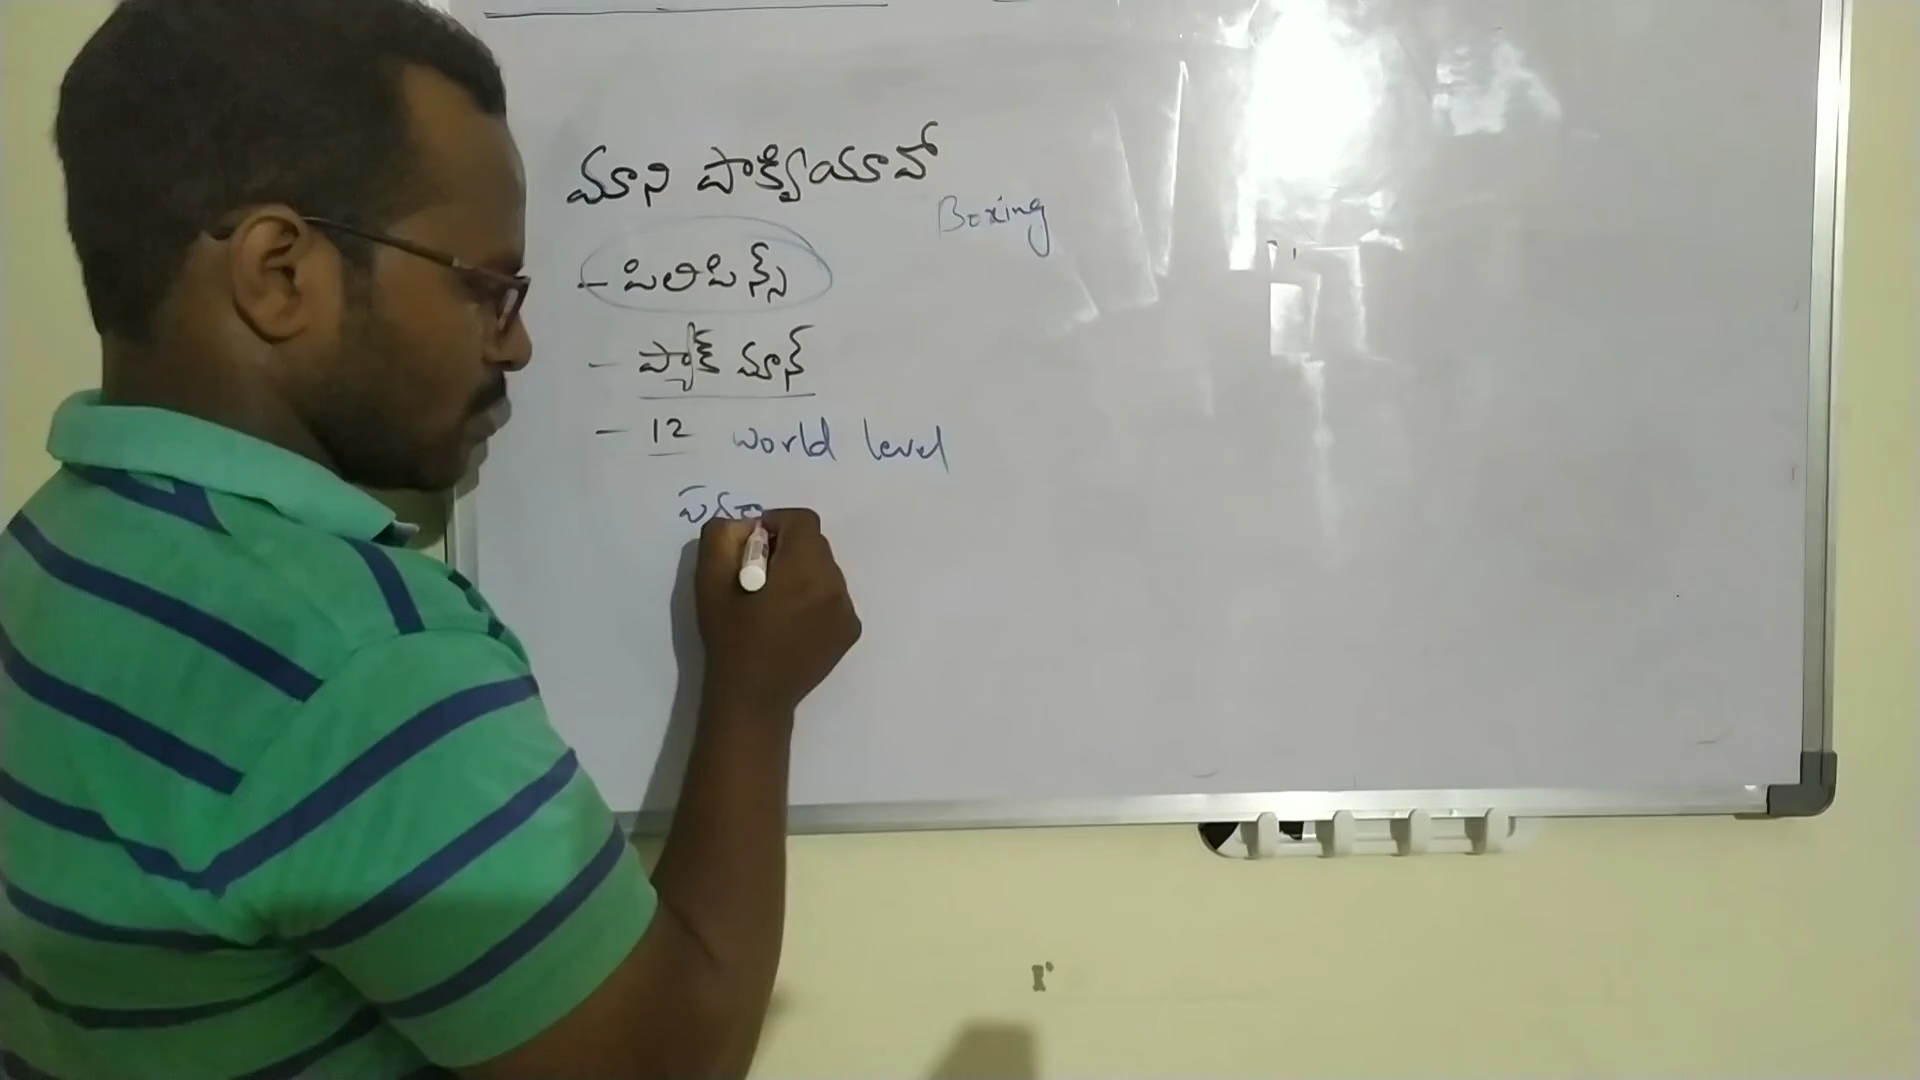 మాని పాక్వియావో
Boxing
- పిలిపిన్స్
- ప్యాక్ మాన్
- 12 world level